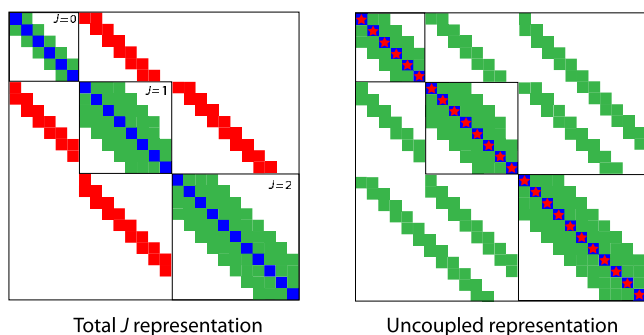 J=0
J=1
J=2
Total J representation
Uncoupled representation